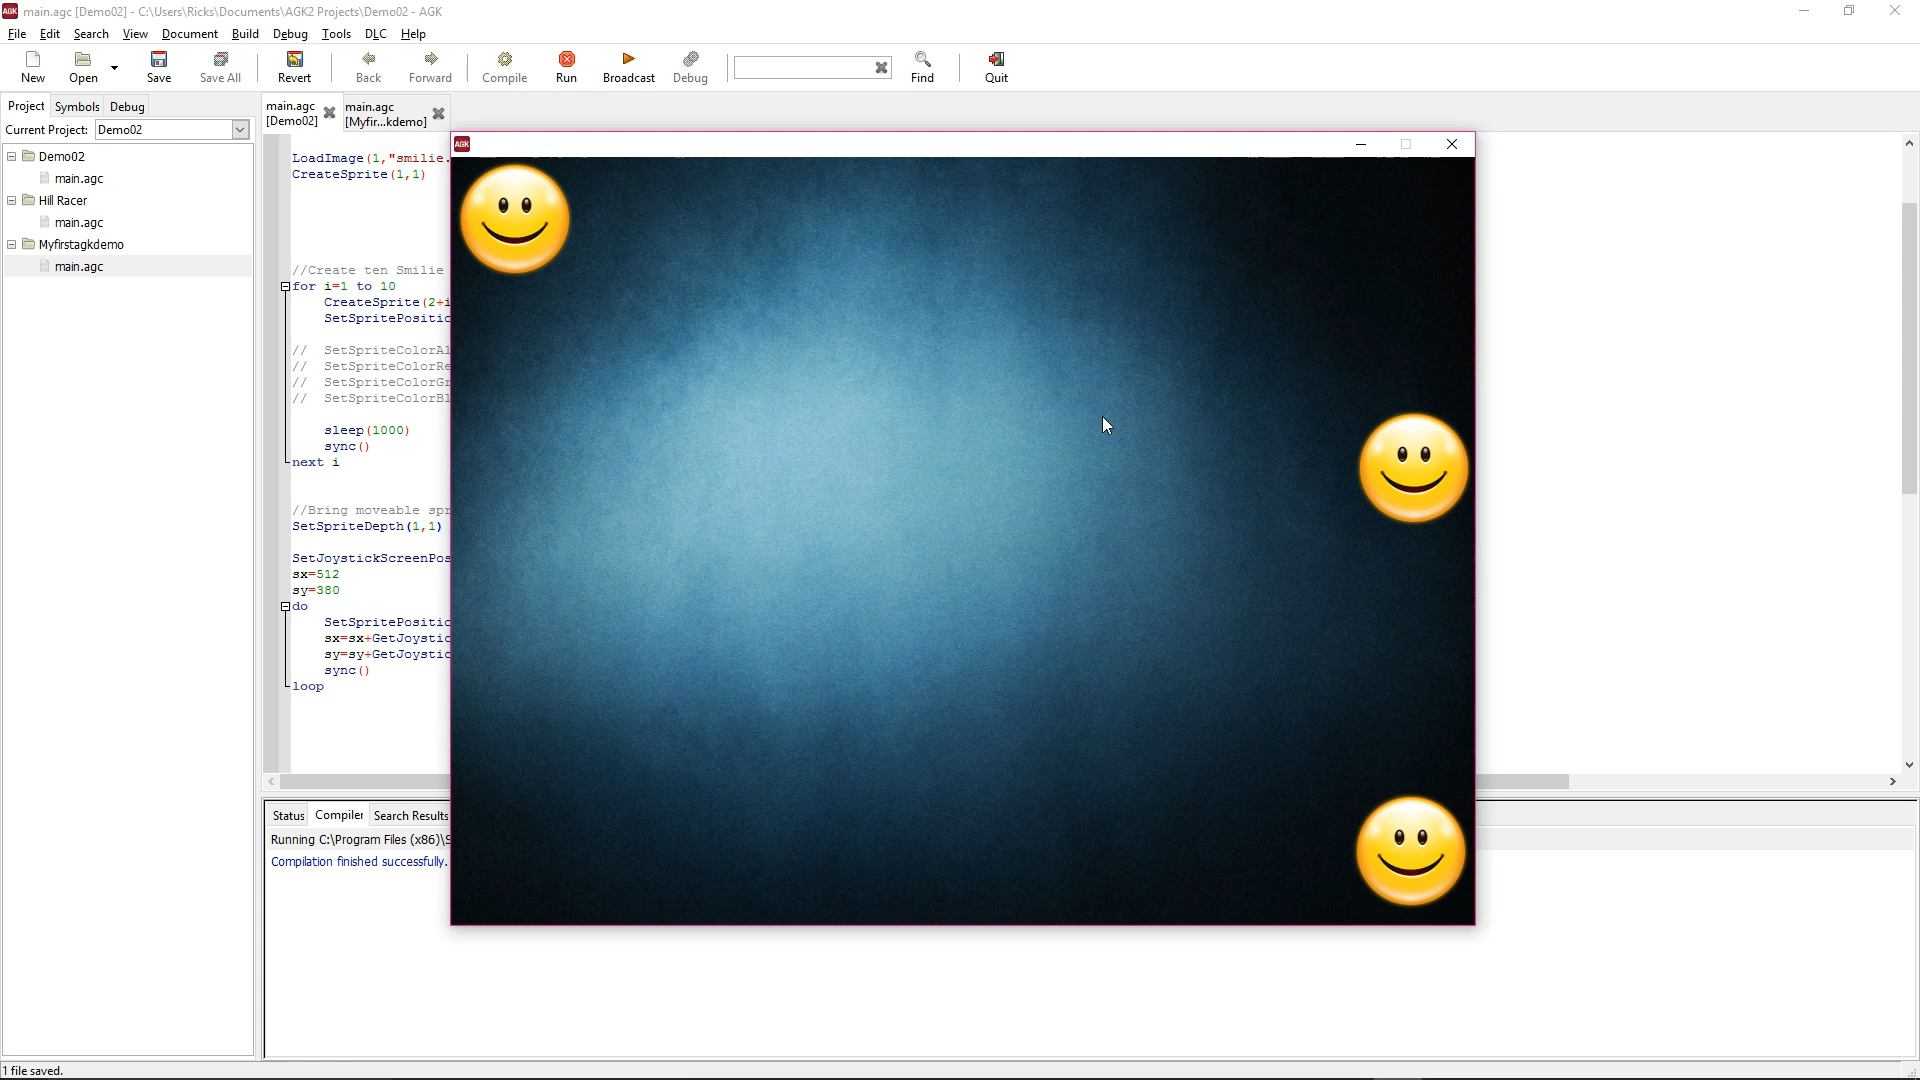 AGK main.agc [Demo02] - C:\Users\Ricks\Documents\AGK2 Projects\Demo02 - AGK
File Edit Search View Document Build Debug Tools DLC Help
New Open Save Save All Revert Back Forward Compile Run Broadcast Debug Find Quit
Project Symbols Debug
Current Project: Demo02
Demo02
main.agc
Hill Racer
main.agc
Myfirstagkdemo
main.agc
main.agc
[Demo02]
main.agc
[Myfir...kdemo]
AGK
LoadImage(1,"smilie.
CreateSprite(1,1)
//Create ten Smilie
for i=1 to 10
CreateSprite(2+i
SetSpritePositic
// SetSpriteColorAl
// SetSpriteColorRe
// SetSpriteColorGr
// SetSpriteColorBl
sleep(1000)
sync()
next i
//Bring moveable spr
SetSpriteDepth(1,1)
SetJoystickScreenPos
sx=512
sy=380
do
SetSpritePositic
sx=sx+GetJoystic
sy=sy+GetJoystic
sync()
loop
Status Compiler Search Results
Running C:\Program Files (x86)\S
Compilation finished successfully.
1 file saved.